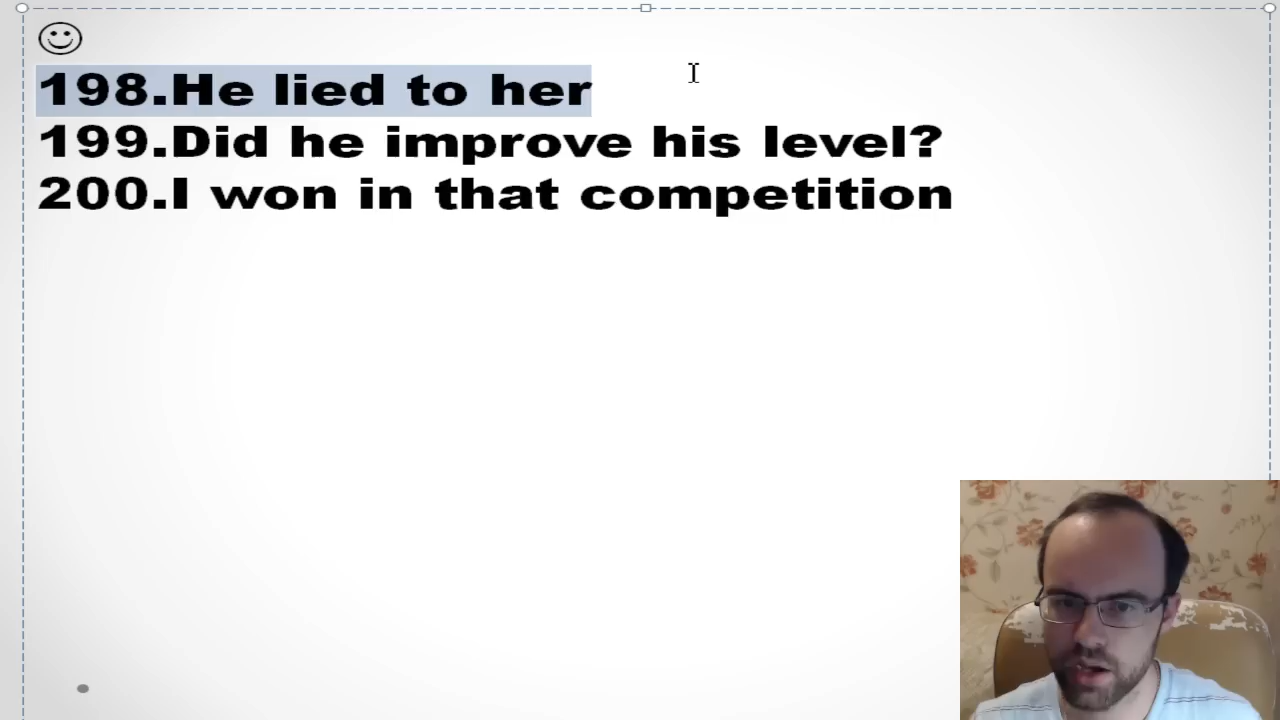 198.He lied to her
199.Did he improve his level?
200.I won in that competition